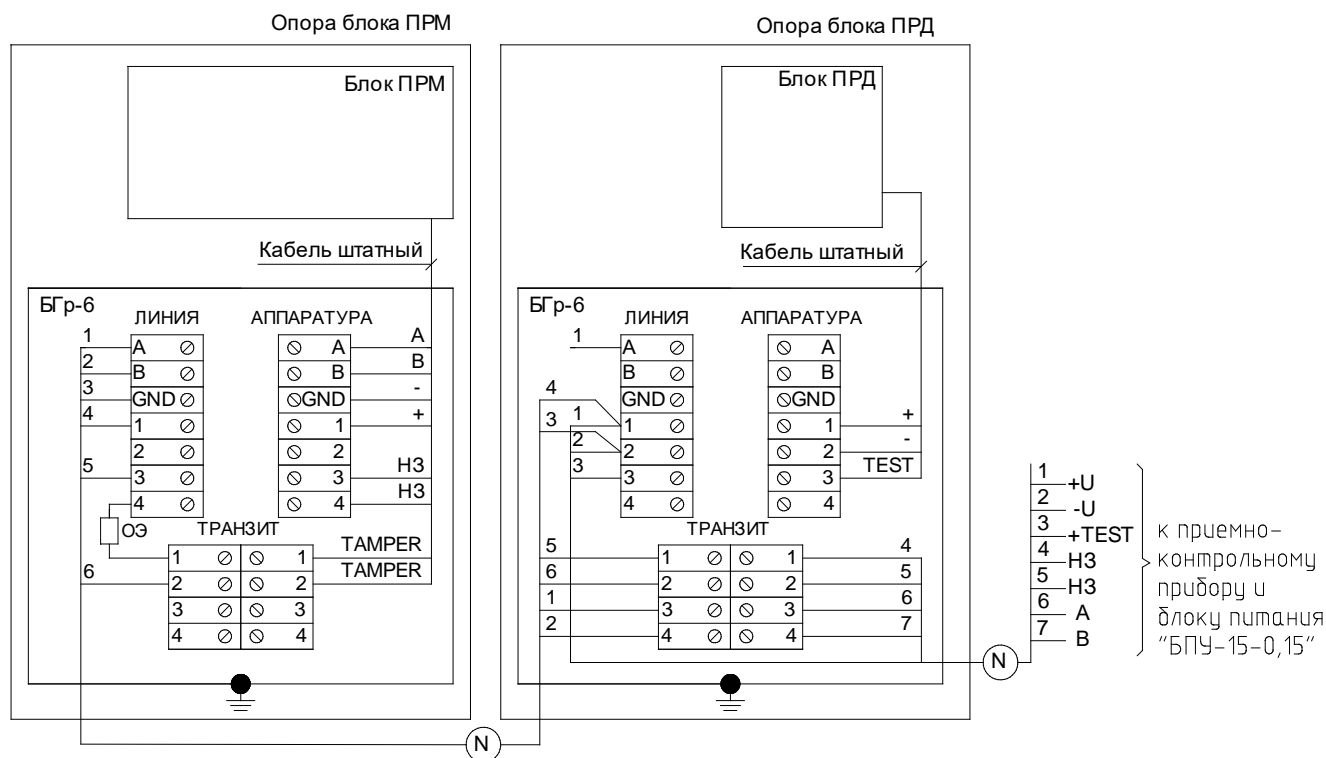 Опора блока ПРМ
Опора блока ПРД
Блок ПРМ
Блок ПРД
Кабель штатный
Кабель штатный
БГр-6
ЛИНИЯ
АППАРАТУРА
1 A A A
2 B B B
3 GND GND -
4 1 1 +
2 2
5 3 3 НЗ
4 4 НЗ
ОЭ
ТРАНЗИТ
1 1 TAMPER
6 2 2 TAMPER
3 3
4 4
БГр-6
ЛИНИЯ
АППАРАТУРА
1 A A
B B
4 GND GND
3 1 1 1 +
2 2 2 -
3 3 3 TEST
4 4
ТРАНЗИТ
5 1 1 4
6 2 2 5
1 3 3 6
2 4 4 7
N
N
1 +U
2 -U
3 +TEST
4 НЗ
5 НЗ
6 A
7 B
к приемно-
контрольному
прибору и
блоку питания
"БПУ-15-0,15"